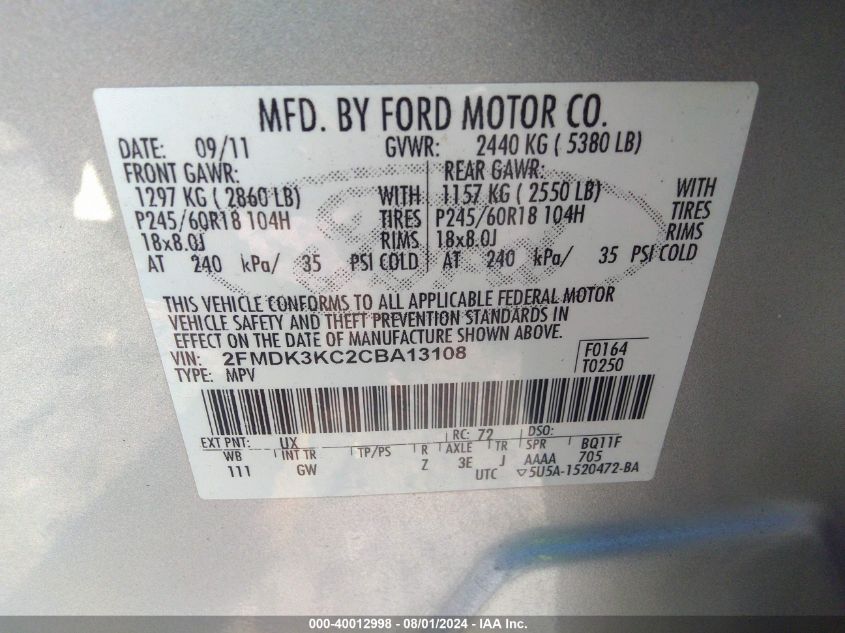 MFD. BY FORD MOTOR CO.
DATE: 09/11 GVWR: 2440 KG ( 5380 LB)
FRONT GAWR: REAR GAWR:
1297 KG ( 2860 LB) WITH 1157 KG ( 2550 LB) WITH
P245/60R18 104H TIRES P245/60R18 104H TIRES
18x8.0J RIMS 18x8.0J RIMS
AT 240 kPa/ 35 PSI COLD AT 240 kPa/ 35 PSI COLD
THIS VEHICLE CONFORMS TO ALL APPLICABLE FEDERAL MOTOR
VEHICLE SAFETY AND THEFT PREVENTION STANDARDS IN
EFFECT ON THE DATE OF MANUFACTURE SHOWN ABOVE.
VIN: 2FMDK3KC2CBA13108 F0164
TYPE: MPV T0250
EXT PNT: UX RC: 72 DSO:
WB INT TR TP/PS R AXLE TR SPR BQ11F
111 GW Z 3E J AAAA 705
UTC ▽5U5A-1520472-BA
000-40012998 - 08/01/2024 - IAA Inc.